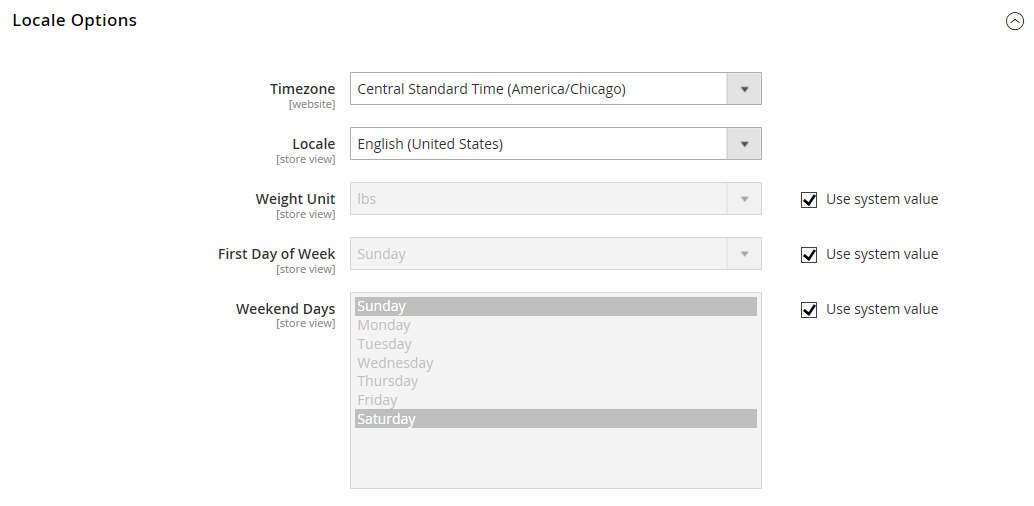 Locale Options
Timezone
[website]
Central Standard Time (America/Chicago)
Locale
[store view]
English (United States)
Weight Unit
[store view]
lbs
Use system value
First Day of Week
[store view]
Sunday
Use system value
Weekend Days
[store view]
Sunday
Monday
Tuesday
Wednesday
Thursday
Friday
Saturday
Use system value